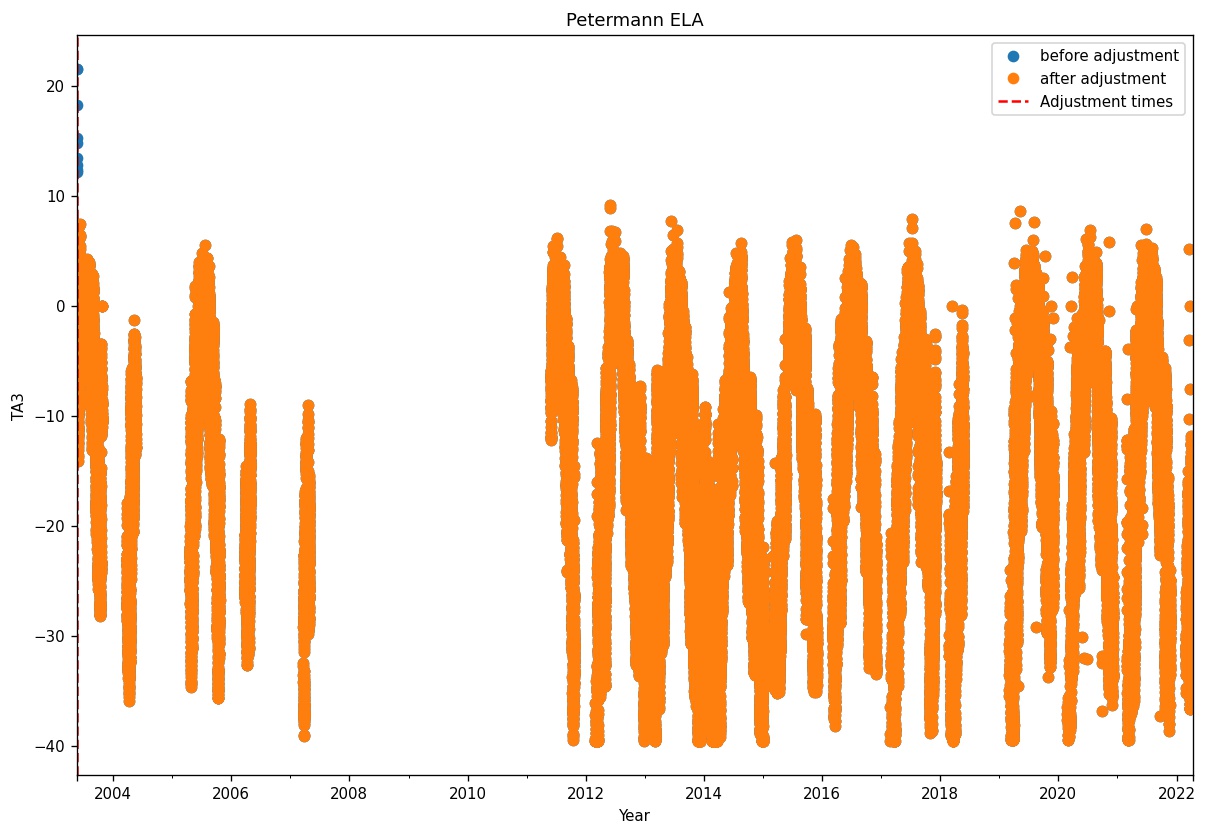 Petermann ELA
before adjustment
after adjustment
Adjustment times
TA3
20
10
0
−10
−20
−30
−40
2004 2006 2008 2010 2012 2014 2016 2018 2020 2022
Year